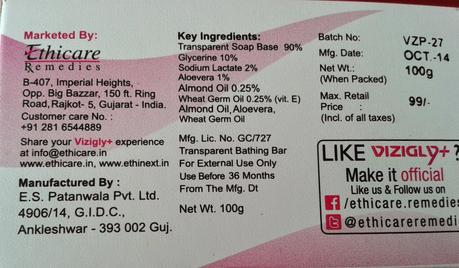 Marketed By:
Ethicare
Remedies
B-407, Imperial Heights,
Opp. Big Bazzar, 150 ft. Ring
Road, Rajkot- 5, Gujarat - India.
Customer care No. :
+91 281 6544889
Share your Vizigly+ experience
at info@ethicare.in
www.ethicare.in, www.ethinext.in
Manufactured By :
E.S. Patanwala Pvt. Ltd.
4906/14, G.I.D.C.,
Ankleshwar - 393 002 Guj.
Key Ingredients:
Transparent Soap Base 90%
Glycerine 10%
Sodium Lactate 2%
Aloevera 1%
Almond Oil 0.25%
Wheat Germ Oil 0.25% (vit. E)
Almond Oil, Aloevera,
Wheat Germ Oil
Mfg. Lic. No. GC/727
Transparent Bathing Bar
For External Use Only
Use Before 36 Months
From The Mfg. Dt
Net Wt. 100g
Batch No: VZP-27
Mfg. Date: OCT.-14
Net Wt.: 100g
(When Packed)
Max. Retail
Price : 99/-
(Incl. of all taxes)
LIKE VIZIGLY+ ?
Make it official
Like us & Follow us on
f /ethicare.remedies
@ethicareremedie